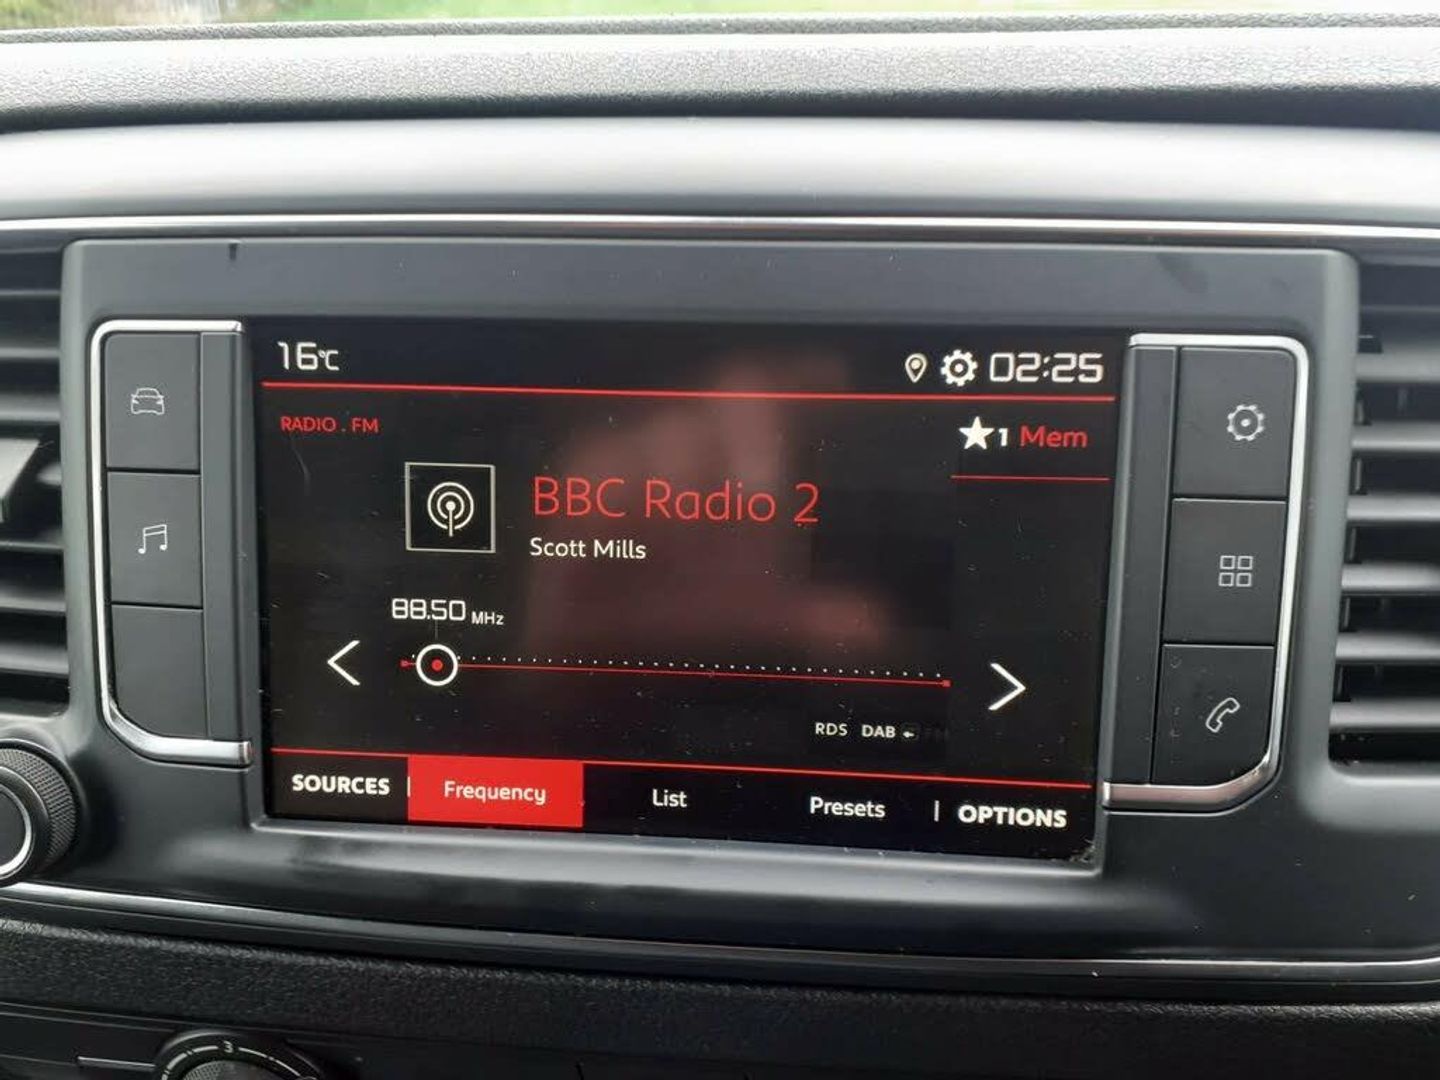 16°C 02:25
RADIO . FM
1 Mem
BBC Radio 2
Scott Mills
88.50 MHz
RDS DAB
SOURCES Frequency List Presets OPTIONS
3